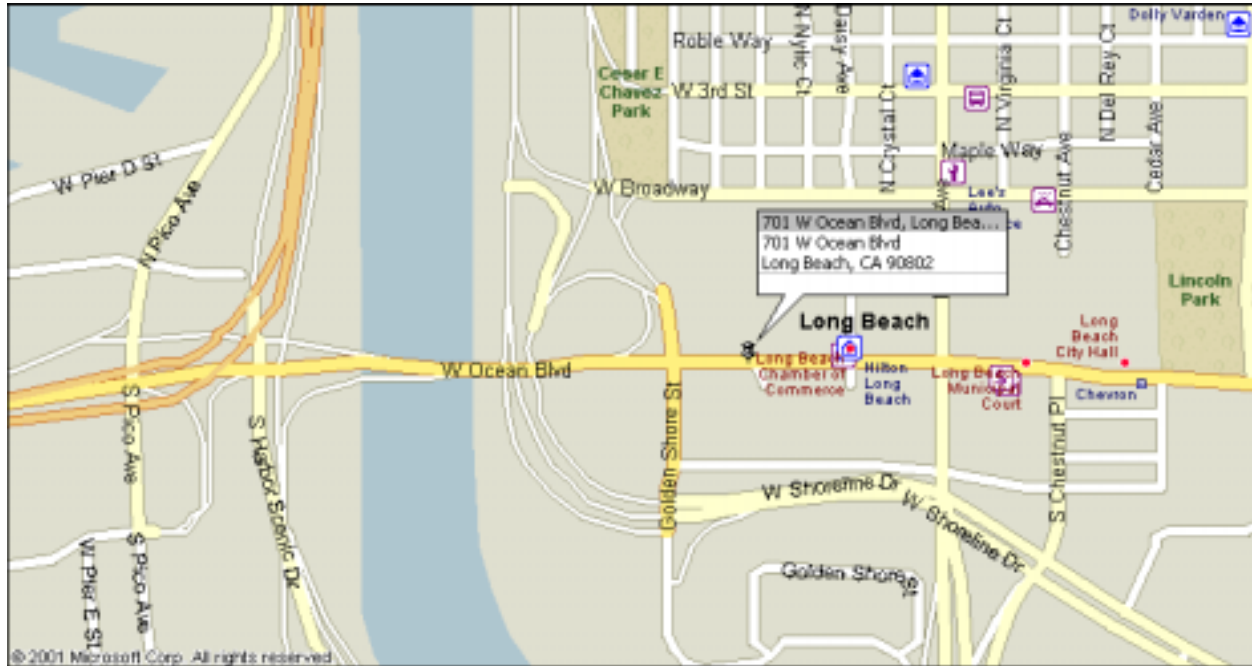 Dolly Varden
Roble Way
N Nylic Ct
Daisy Ave
N Virginia Ct
N Del Rey Ct
Cesar E
Chavez
Park
W 3rd St
N Crystal Ct
Maple Way
Chestnut Ave
Cedar Ave
W Pier D St
N Pico Ave
W Broadway
Lee's
Auto
701 W Ocean Blvd, Long Bea...
701 W Ocean Blvd
Long Beach, CA 90802
Lincoln
Park
Long Beach
Long
Beach
City Hall
W Ocean Blvd
Long Beach
Chamber of
Commerce
Hilton
Long
Beach
Long Beach
Municipal
Court
Chevron
S Pico Ave
S Harbor Scenic Dr
Golden Shore St
S Chestnut Pl
W Shoreline Dr
W Shoreline Dr
W Pier E St
S Pico Ave
Golden Shore St
© 2001 Microsoft Corp. All rights reserved